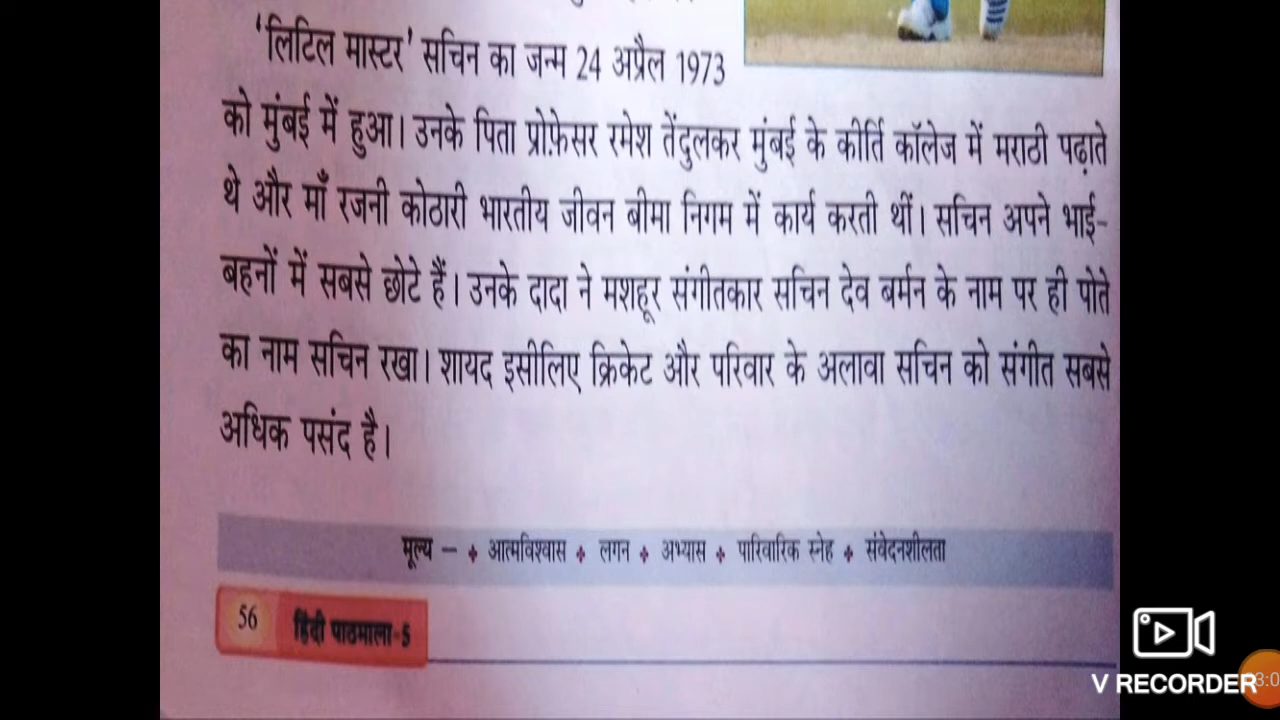 ‘लिटिल मास्टर’ सचिन का जन्म 24 अप्रैल 1973
को मुंबई में हुआ। उनके पिता प्रोफ़ेसर रमेश तेंदुलकर मुंबई के कीर्ति कॉलेज में मराठी पढ़ाते
थे और माँ रजनी कोठारी भारतीय जीवन बीमा निगम में कार्य करती थीं। सचिन अपने भाई-
बहनों में सबसे छोटे हैं। उनके दादा ने मशहूर संगीतकार सचिन देव बर्मन के नाम पर ही पोते
का नाम सचिन रखा। शायद इसीलिए क्रिकेट और परिवार के अलावा सचिन को संगीत सबसे
अधिक पसंद है।
मूल्य – ✦ आत्मविश्वास ✦ लगन ✦ अभ्यास ✦ पारिवारिक स्नेह ✦ संवेदनशीलता
56 हिंदी पाठमाला-5
V RECORDER